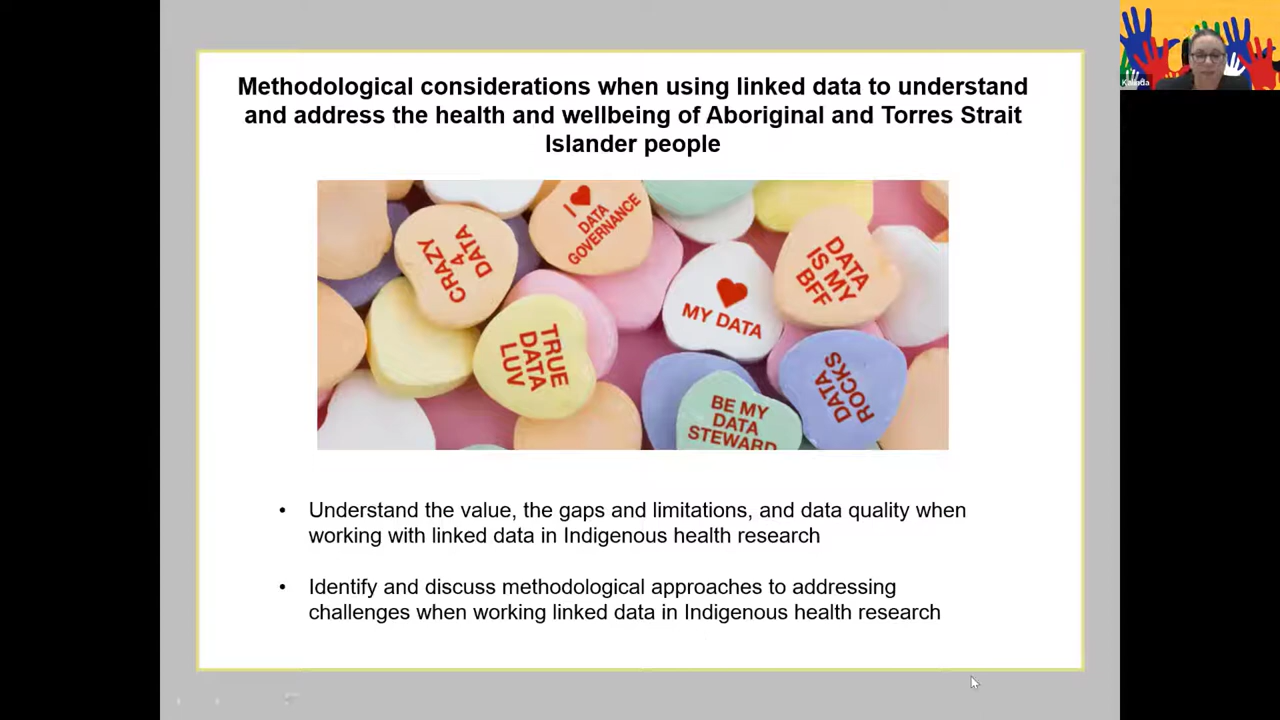 Methodological considerations when using linked data to understand
and address the health and wellbeing of Aboriginal and Torres Strait
Islander people
CRAZY
4
DATA
I ❤
DATA
GOVERNANCE
❤
MY DATA
DATA
IS MY
BFF
TRUE
DATA
LUV
BE MY
DATA
STEWARD
DATA
ROCKS
• Understand the value, the gaps and limitations, and data quality when
working with linked data in Indigenous health research
• Identify and discuss methodological approaches to addressing
challenges when working linked data in Indigenous health research